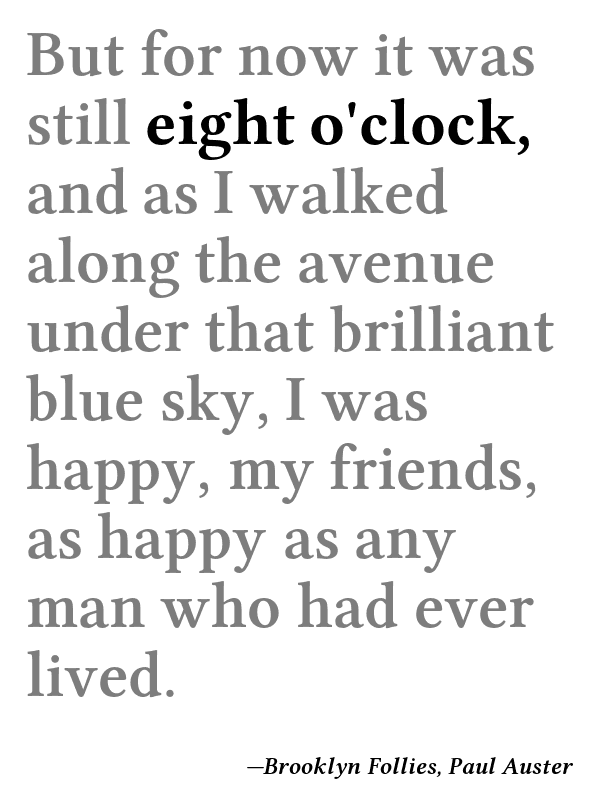 But for now it was
still eight o'clock,
and as I walked
along the avenue
under that brilliant
blue sky, I was
happy, my friends,
as happy as any
man who had ever
lived.
—Brooklyn Follies, Paul Auster